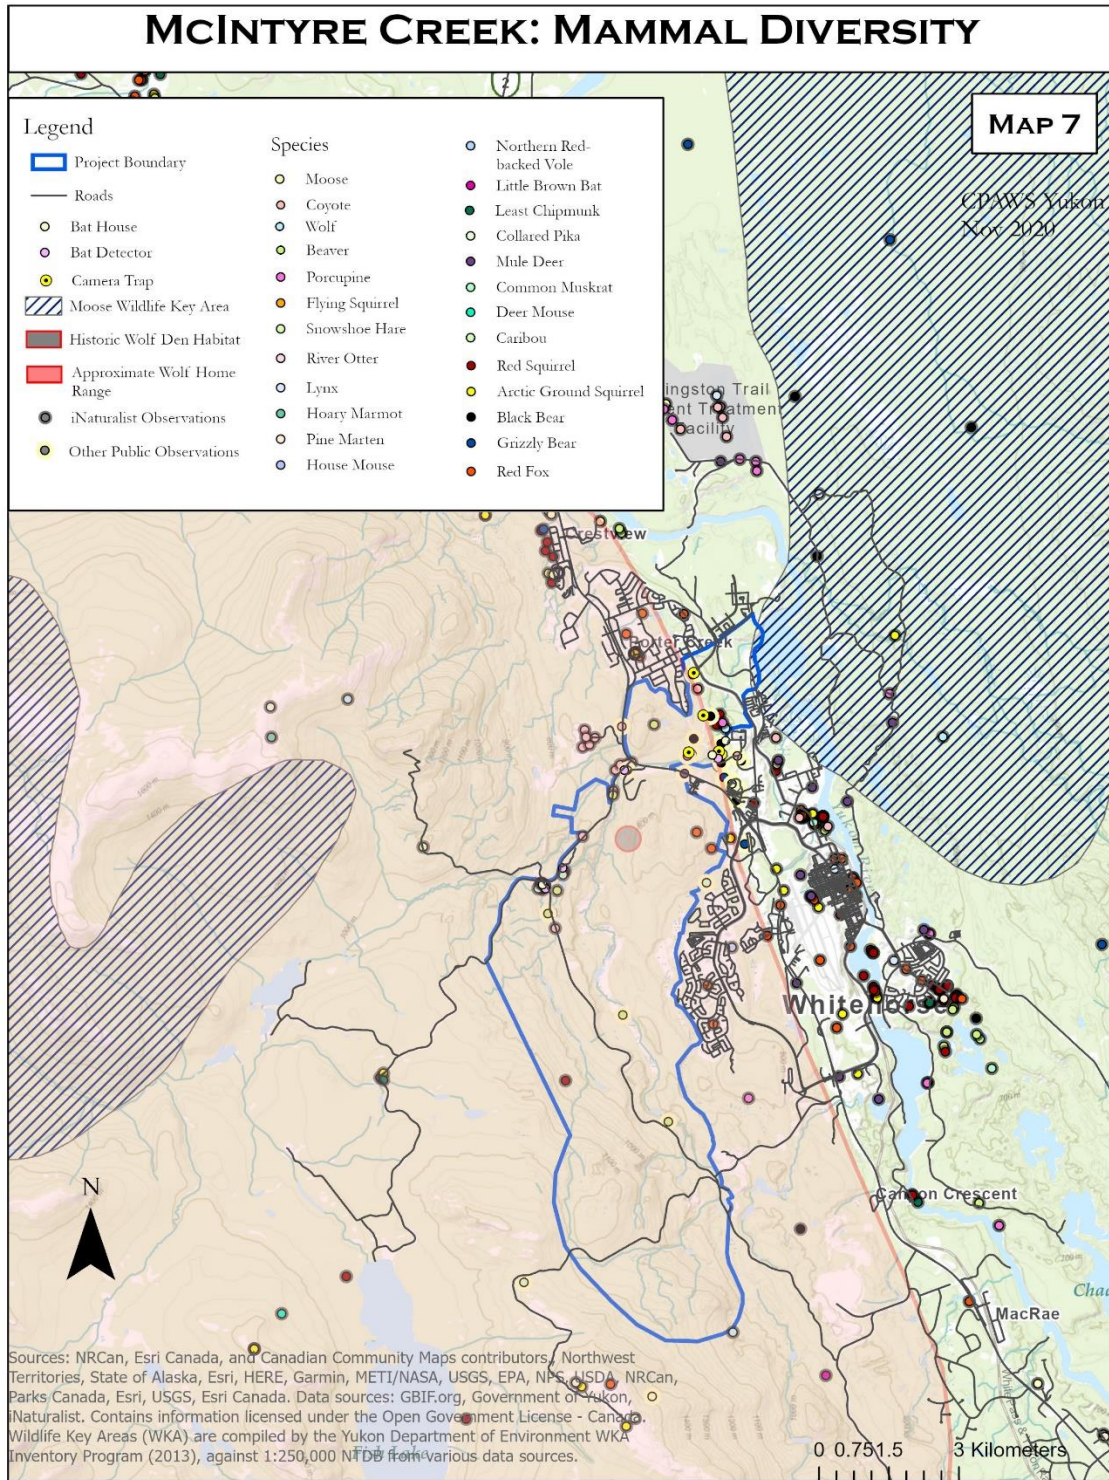 McIntyre Creek: Mammal Diversity
Map 7
CPAWS Yukon
Nov 2020
2
Legend
Project Boundary
Roads
Bat House
Bat Detector
Camera Trap
Moose Wildlife Key Area
Historic Wolf Den Habitat
Approximate Wolf Home
Range
iNaturalist Observations
Other Public Observations
Species
Moose
Coyote
Wolf
Beaver
Porcupine
Flying Squirrel
Snowshoe Hare
River Otter
Lynx
Hoary Marmot
Pine Marten
House Mouse
Northern Red-
backed Vole
Little Brown Bat
Least Chipmunk
Collared Pika
Mule Deer
Common Muskrat
Deer Mouse
Caribou
Red Squirrel
Arctic Ground Squirrel
Black Bear
Grizzly Bear
Red Fox
ingston Trail
ent Treatment
Facility
Crestview
Porter Creek
Whitehorse
Canyon Crescent
MacRae
Chad
Fish Lake
N
Sources: NRCan, Esri Canada, and Canadian Community Maps contributors., Northwest
Territories, State of Alaska, Esri, HERE, Garmin, METI/NASA, USGS, EPA, NPS, USDA, NRCan,
Parks Canada, Esri, USGS, Esri Canada. Data sources: GBIF.org, Government of Yukon,
iNaturalist. Contains information licensed under the Open Government License - Canada.
Wildlife Key Areas (WKA) are compiled by the Yukon Department of Environment WKA
Inventory Program (2013), against 1:250,000 NTDB from various data sources.
0 0.75 1.5 3 Kilometers